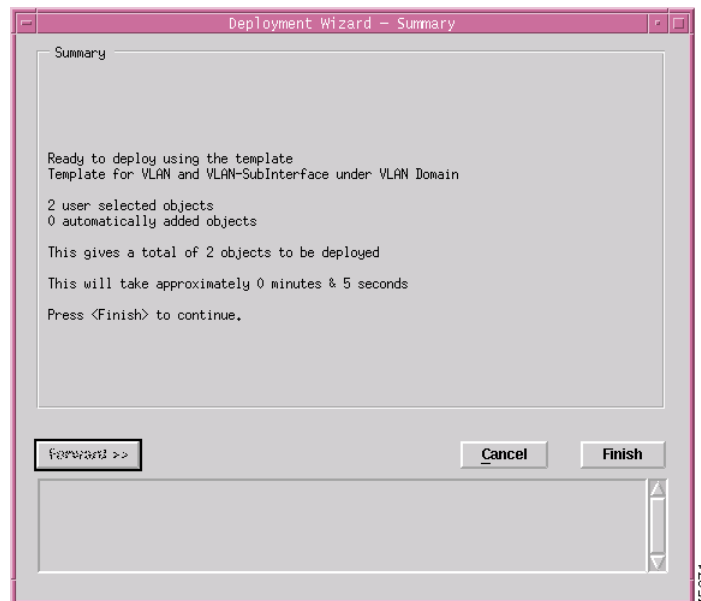 Deployment Wizard — Summary
Summary
Ready to deploy using the template
Template for VLAN and VLAN-SubInterface under VLAN Domain
2 user selected objects
0 automatically added objects
This gives a total of 2 objects to be deployed
This will take approximately 0 minutes & 5 seconds
Press <Finish> to continue.
Forward >>
Cancel
Finish